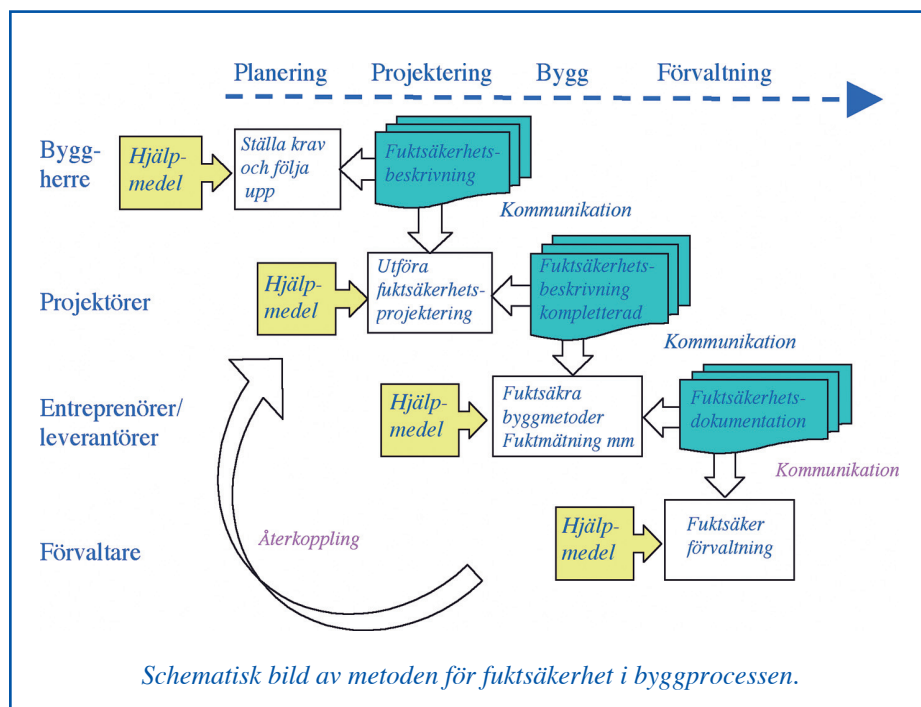 Planering Projektering Bygg Förvaltning
Bygg-
herre
Hjälp-
medel
Ställa krav
och följa
upp
Fuktsäkerhets-
beskrivning
Kommunikation
Projektörer
Hjälp-
medel
Utföra
fuktsäkerhets-
projektering
Fuktsäkerhets-
beskrivning
kompletterad
Kommunikation
Entreprenörer/
leverantörer
Hjälp-
medel
Fuktsäkra
byggmetoder
Fuktmätning mm
Fuktsäkerhets-
dokumentation
Kommunikation
Återkoppling
Förvaltare
Hjälp-
medel
Fuktsäker
förvaltning
Schematisk bild av metoden för fuktsäkerhet i byggprocessen.